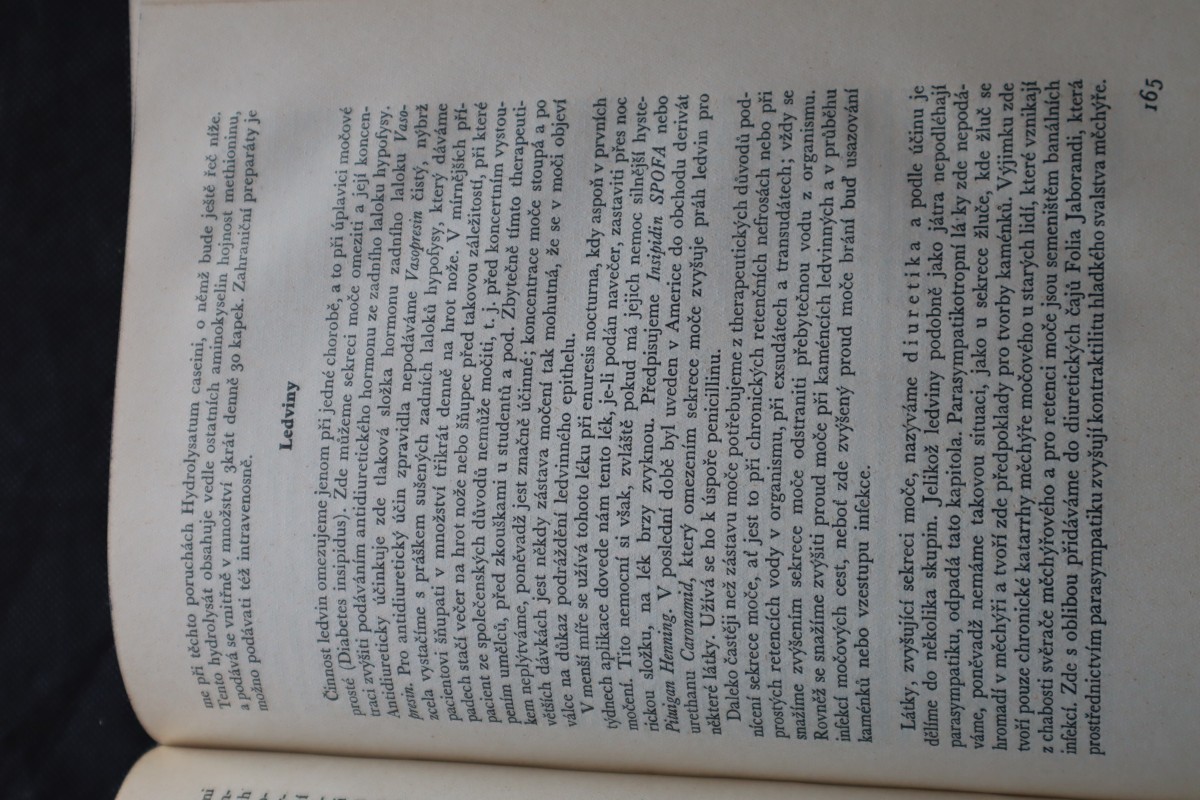 me při těchto poruchách Hydrolysatum caseini, o němž bude ještě řeč níže.
Tento hydrolysát obsahuje vedle ostatních aminokyselin hojnost methioninu,
a podává se vnitřně v množství 3krát denně 30 kapek. Zahraniční preparáty je
možno podávati též intravenosně.
Ledviny
Činnost ledvin omezujeme jenom při jedné chorobě, a to při úplavici močové
prosté (Diabetes insipidus). Zde můžeme sekreci moče omeziti a její koncen-
traci zvýšiti podáváním antidiuretického hormonu ze zadního laloku hypofysy.
Antidiureticky účinkuje zde tlaková složka hormonu zadního laloku Vaso-
presin. Pro antidiuretický účin zpravidla nepodáváme Vasopresin čistý, nýbrž
zcela vystačíme s práškem sušených zadních laloků hypofysy, který dáváme
pacientovi šňupati v množství třikrát denně na hrot nože. V mírnějších pří-
padech stačí večer na hrot nože nebo šňupec před takovou záležitostí, při které
pacient ze společenských důvodů nemůže močiti, t. j. před koncertním vystou-
pením umělců, před zkouškami u studentů a pod. Zbytečně tímto therapeuti-
kem neplýtváme, poněvadž jest značně účinné; koncentrace moče stoupá a po
větších dávkách jest někdy zástava močení tak mohutná, že se v moči objeví
válce na důkaz podráždění ledvinného epithelu.
V menší míře se užívá tohoto léku při enuresis nocturna, kdy aspoň v prvních
týdnech aplikace dovede nám tento lék, je-li podán navečer, zastaviti přes noc
močení. Tito nemocní si však, zvláště pokud má jejich nemoc silnější hyste-
rickou složku, na lék brzy zvyknou. Předpisujeme Insipidin SPOFA nebo
Pituigan Henning. V poslední době byl uveden v Americe do obchodu derivát
urethanu Caronamid, který omezením sekrece moče zvyšuje práh ledvin pro
některé látky. Užívá se ho k úspoře penicilinu.
Daleko častěji než zástavu moče potřebujeme z therapeutických důvodů pod-
nícení sekrece moče, ať jest to při chronických retenčních nefrosách nebo při
prostých retencích vody v organismu, při exsudátech a transudátech; vždy se
snažíme zvýšením sekrece moče odstraniti přebytečnou vodu z organismu.
Rovněž se snažíme zvýšiti proud moče při kaméncích ledvinných a v průběhu
infekcí močových cest, neboť zde zvýšený proud moče brání buď usazování
kaménků nebo vzestupu infekce.
Látky, zvyšující sekreci moče, nazýváme diuretika a podle účinu je
dělíme do několika skupin. Jelikož ledviny podobně jako játra nepodléhají
parasympatiku, odpadá tato kapitola. Parasympatikotropní lá'ky zde nepodá-
váme, poněvadž nemáme takovou situaci, jako u sekrece žluče, kde žluč se
hromadí v měchýři a tvoří zde předpoklady pro tvorby kaménků. Výjimku zde
tvoří pouze chronické katarrhy měchýře močového u starých lidí, které vznikají
z chabosti svěrače měchýřového a pro retenci moče jsou semeništěm banálních
infekcí. Zde s oblibou přidáváme do diuretických čajů Folia Jaborandi, která
prostřednictvím parasympatiku zvyšují kontraktilitu hladkého svalstva měchýře.
165